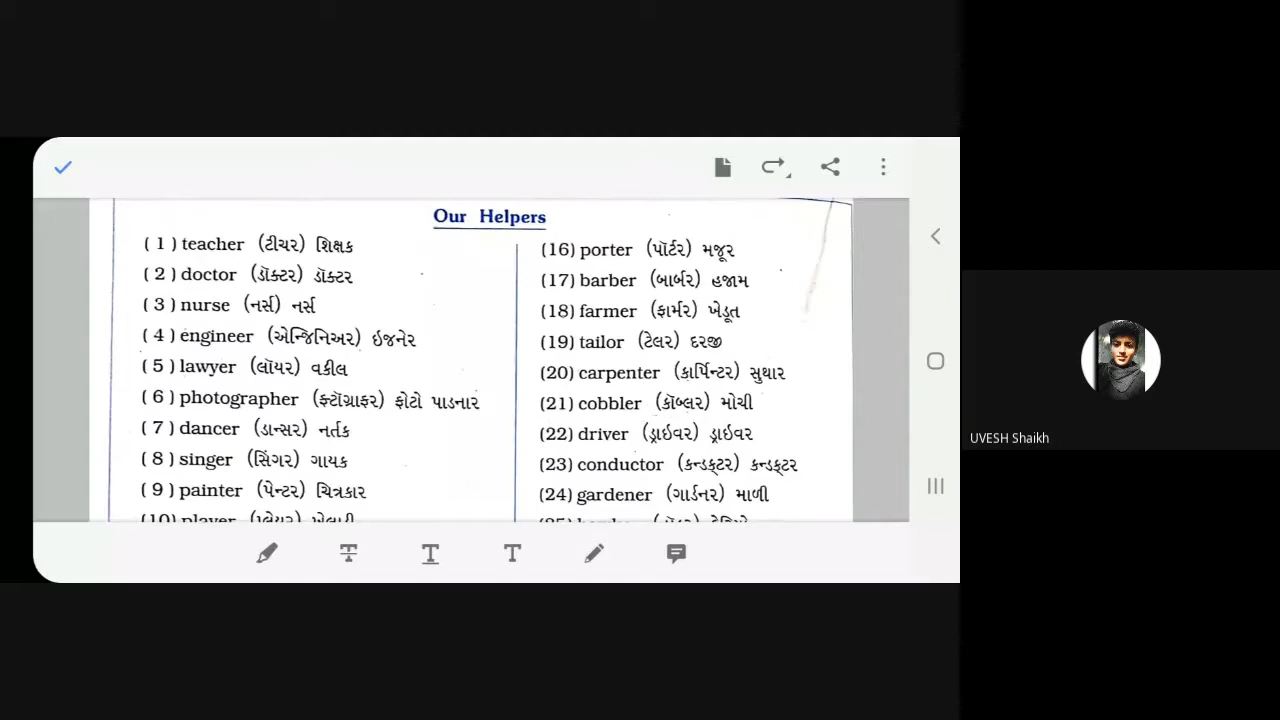 Our Helpers
( 1 ) teacher (ટીચર) શિક્ષક
( 2 ) doctor (ડૉક્ટર) ડૉક્ટર
( 3 ) nurse (નર્સ) નર્સ
( 4 ) engineer (એન્જિનિઅર) ઇજનેર
( 5 ) lawyer (લૉયર) વકીલ
( 6 ) photographer (ફ્ટૉગ્રાફર) ફોટો પાડનાર
( 7 ) dancer (ડાન્સર) નર્તક
( 8 ) singer (સિંગર) ગાયક
( 9 ) painter (પેન્ટર) ચિત્રકાર
(10) player (પ્લેયર) ખેલાડી
(16) porter (પૉર્ટર) મજૂર
(17) barber (બાર્બર) હજામ
(18) farmer (ફાર્મર) ખેડૂત
(19) tailor (ટેલર) દરજી
(20) carpenter (કાર્પિન્ટર) સુથાર
(21) cobbler (કૉબ્લર) મોચી
(22) driver (ડ્રાઇવર) ડ્રાઇવર
(23) conductor (કન્ડક્ટર) કન્ડક્ટર
(24) gardener (ગાર્ડનર) માળી
(25)
UVESH Shaikh